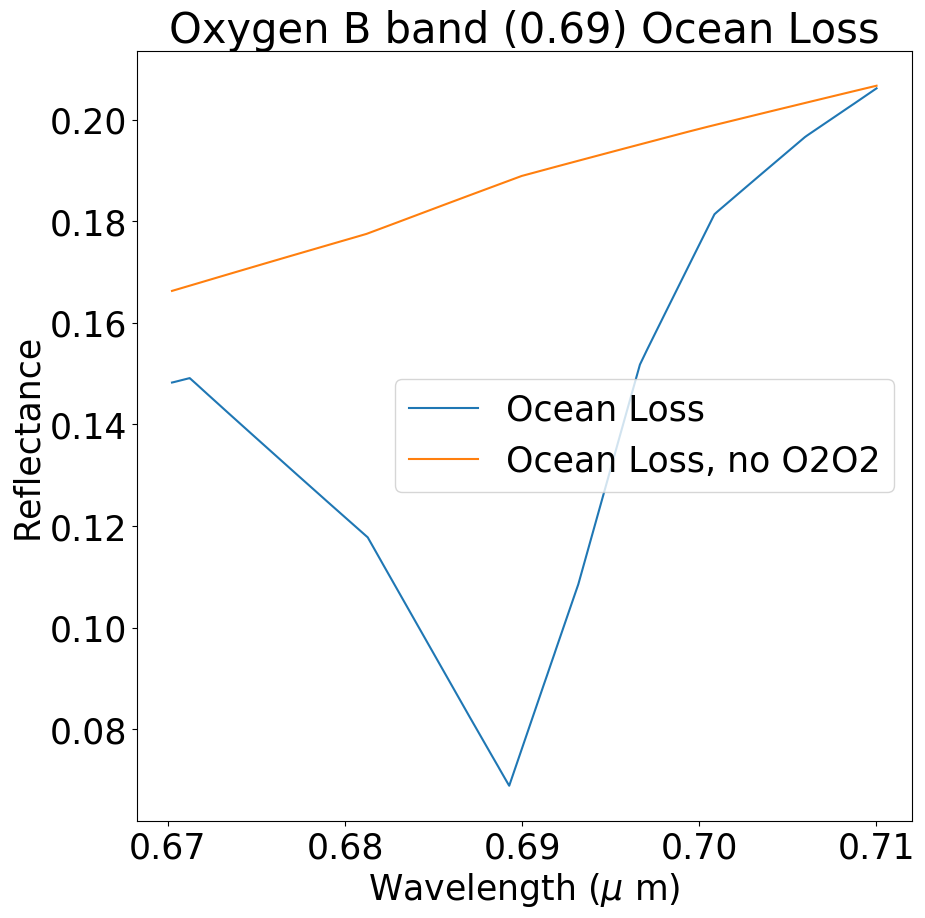 Oxygen B band (0.69) Ocean Loss
0.20
0.18
0.16
0.14
0.12
0.10
0.08
Reflectance
Ocean Loss
Ocean Loss, no O2O2
0.67 0.68 0.69 0.70 0.71
Wavelength (μ m)